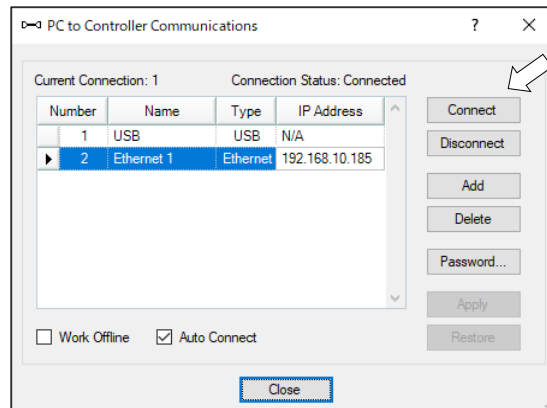 PC to Controller Communications
Current Connection: 1 Connection Status: Connected
Number Name Type IP Address
1 USB USB N/A
2 Ethernet 1 Ethernet 192.168.10.185
Connect
Disconnect
Add
Delete
Password...
Apply
Restore
Work Offline Auto Connect
Close